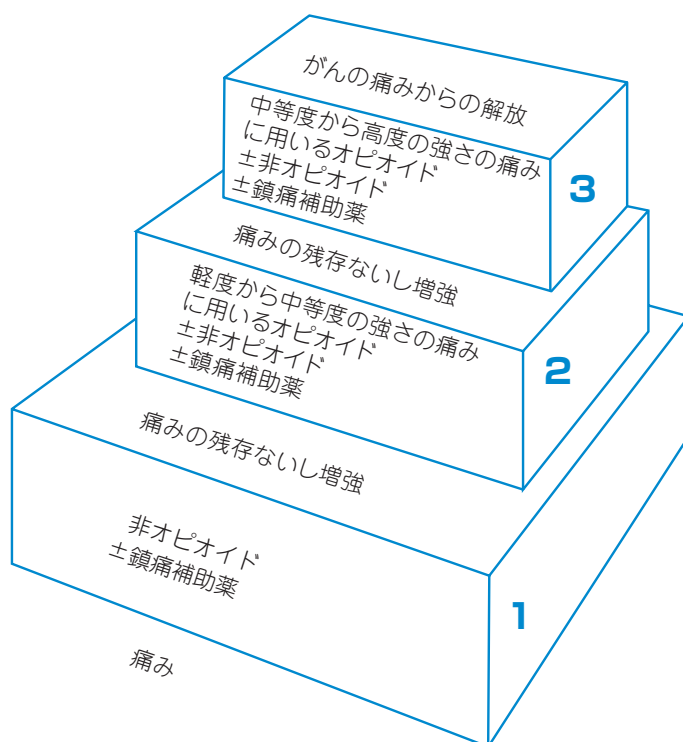 がんの痛みからの解放
中等度から高度の強さの痛み
に用いるオピオイド
±非オピオイド
±鎮痛補助薬
3
痛みの残存ないし増強
軽度から中等度の強さの痛み
に用いるオピオイド
±非オピオイド
±鎮痛補助薬
2
痛みの残存ないし増強
非オピオイド
±鎮痛補助薬
1
痛み